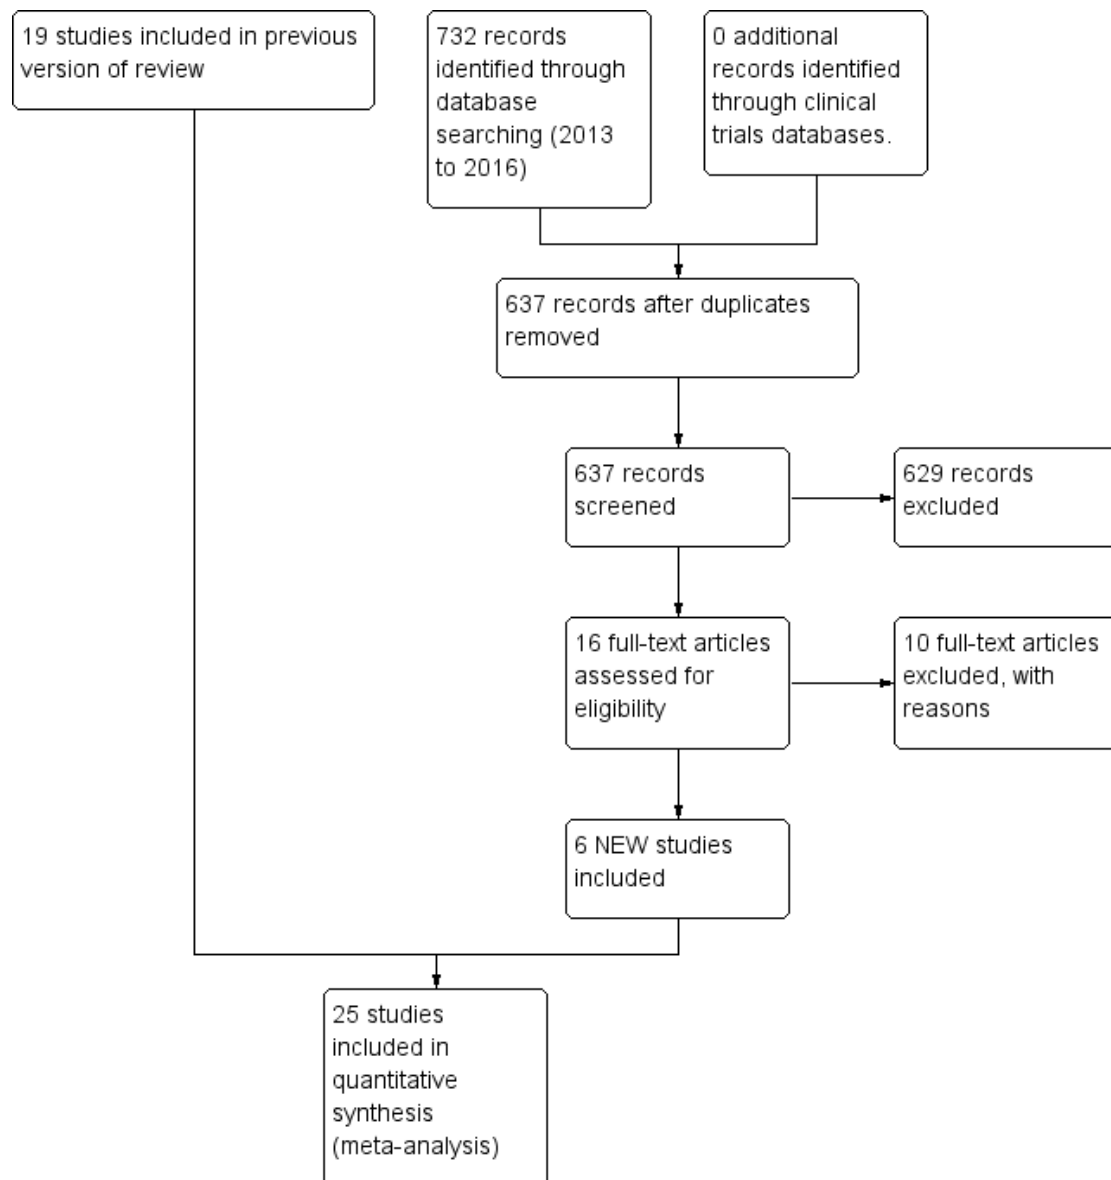 19 studies included in previous
version of review
732 records
identified through
database
searching (2013
to 2016)
0 additional
records identified
through clinical
trials databases.
637 records after duplicates
removed
637 records
screened
629 records
excluded
16 full-text articles
assessed for
eligibility
10 full-text articles
excluded, with
reasons
6 NEW studies
included
25 studies
included in
quantitative
synthesis
(meta-analysis)